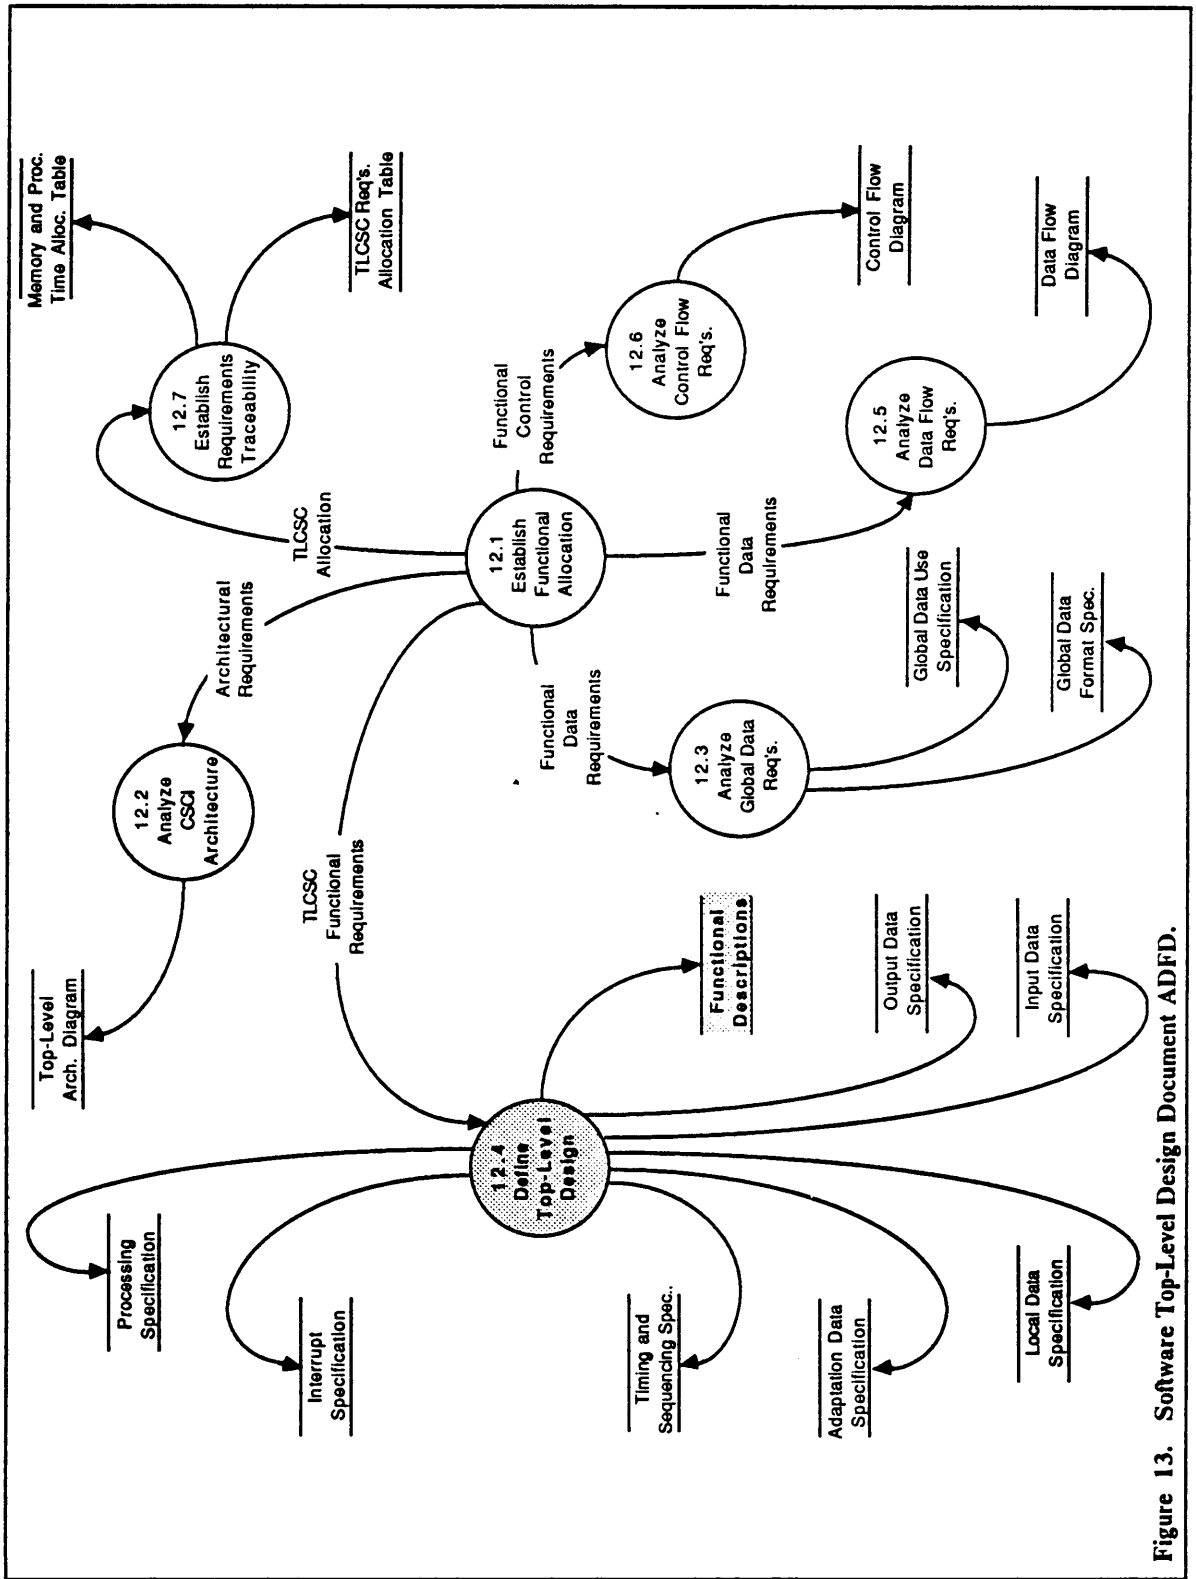 Memory and Proc.
Time Alloc. Table
TLCSC Req's.
Allocation Table
12.7
Establish
Requirements
Traceability
Control Flow
Diagram
Data Flow
Diagram
12.6
Analyze
Control Flow
Req's.
12.5
Analyze
Data Flow
Req's.
Functional
Control
Requirements
TLCSC
Allocation
12.1
Establish
Functional
Allocation
Functional
Data
Requirements
Architectural
Requirements
Global Data Use
Specification
Global Data
Format Spec.
Functional
Data
Requirements
12.3
Analyze
Global Data
Req's.
12.2
Analyze
CSCI
Architecture
TLCSC
Functional
Requirements
Top-Level
Arch. Diagram
Functional
Descriptions
Output Data
Specification
Input Data
Specification
12.4
Define
Top-Level
Design
Processing
Specification
Interrupt
Specification
Timing and
Sequencing Spec..
Adaptation Data
Specification
Local Data
Specification
Figure 13. Software Top-Level Design Document ADFD.